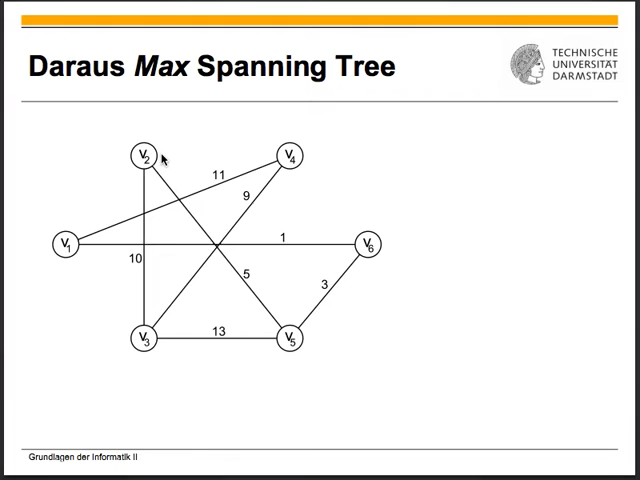 Daraus Max Spanning Tree
TECHNISCHE
UNIVERSITÄT
DARMSTADT
V2
V4
11
9
V1
1
V6
10
5
3
13
V3
V5
Grundlagen der Informatik II